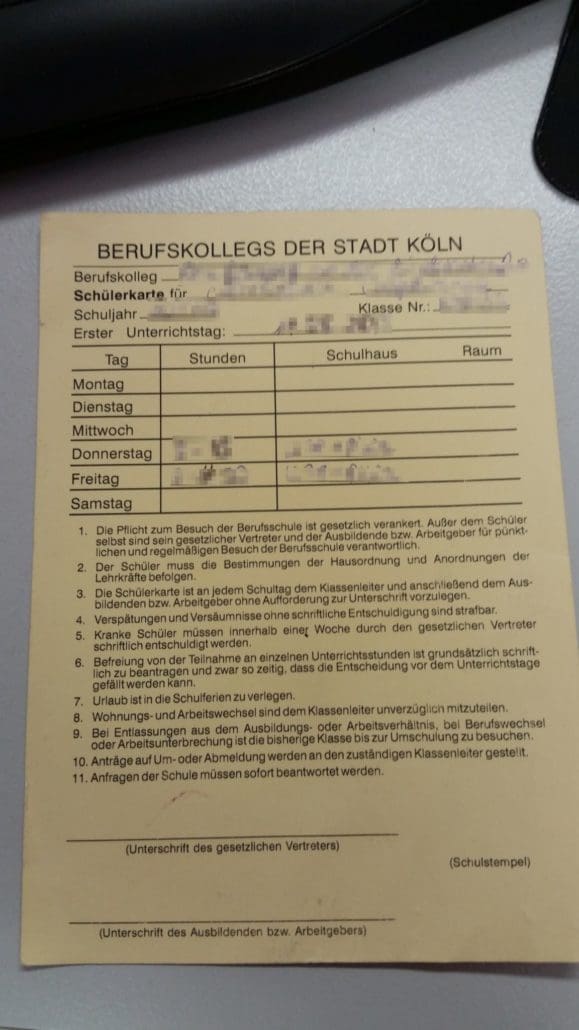 BERUFSKOLLEGS DER STADT KÖLN
Berufskolleg
Schülerkarte für
Schuljahr Klasse Nr.:
Erster Unterrichtstag:
Tag Stunden Schulhaus Raum
Montag
Dienstag
Mittwoch
Donnerstag
Freitag
Samstag
1. Die Pflicht zum Besuch der Berufsschule ist gesetzlich verankert. Außer dem Schüler
selbst sind sein gesetzlicher Vertreter und der Ausbildende bzw. Arbeitgeber für pünkt-
lichen und regelmäßigen Besuch der Berufsschule verantwortlich.
2. Der Schüler muss die Bestimmungen der Hausordnung und Anordnungen der
Lehrkräfte befolgen.
3. Die Schülerkarte ist an jedem Schultag dem Klassenleiter und anschließend dem Aus-
bildenden bzw. Arbeitgeber ohne Aufforderung zur Unterschrift vorzulegen.
4. Verspätungen und Versäumnisse ohne schriftliche Entschuldigung sind strafbar.
5. Kranke Schüler müssen innerhalb einer Woche durch den gesetzlichen Vertreter
schriftlich entschuldigt werden.
6. Befreiung von der Teilnahme an einzelnen Unterrichtsstunden ist grundsätzlich schrift-
lich zu beantragen und zwar so zeitig, dass die Entscheidung vor dem Unterrichtstage
gefällt werden kann.
7. Urlaub ist in die Schulferien zu verlegen.
8. Wohnungs- und Arbeitswechsel sind dem Klassenleiter unverzüglich mitzuteilen.
9. Bei Entlassungen aus dem Ausbildungs- oder Arbeitsverhältnis, bei Berufswechsel
oder Arbeitsunterbrechung ist die bisherige Klasse bis zur Umschulung zu besuchen.
10. Anträge auf Um- oder Abmeldung werden an den zuständigen Klassenleiter gestellt.
11. Anfragen der Schule müssen sofort beantwortet werden.
(Unterschrift des gesetzlichen Vertreters)
(Schulstempel)
(Unterschrift des Ausbildenden bzw. Arbeitgebers)